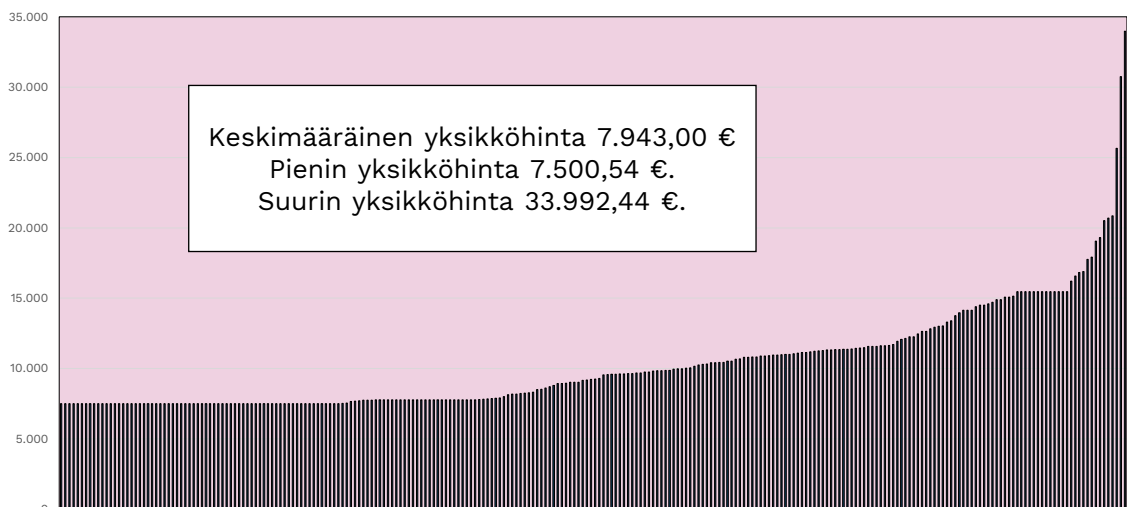 35.000
30.000
Keskimääräinen yksikköhinta 7.943,00 €
Pienin yksikköhinta 7.500,54 €.
Suurin yksikköhinta 33.992,44 €.
25.000
20.000
15.000
10.000
5.000